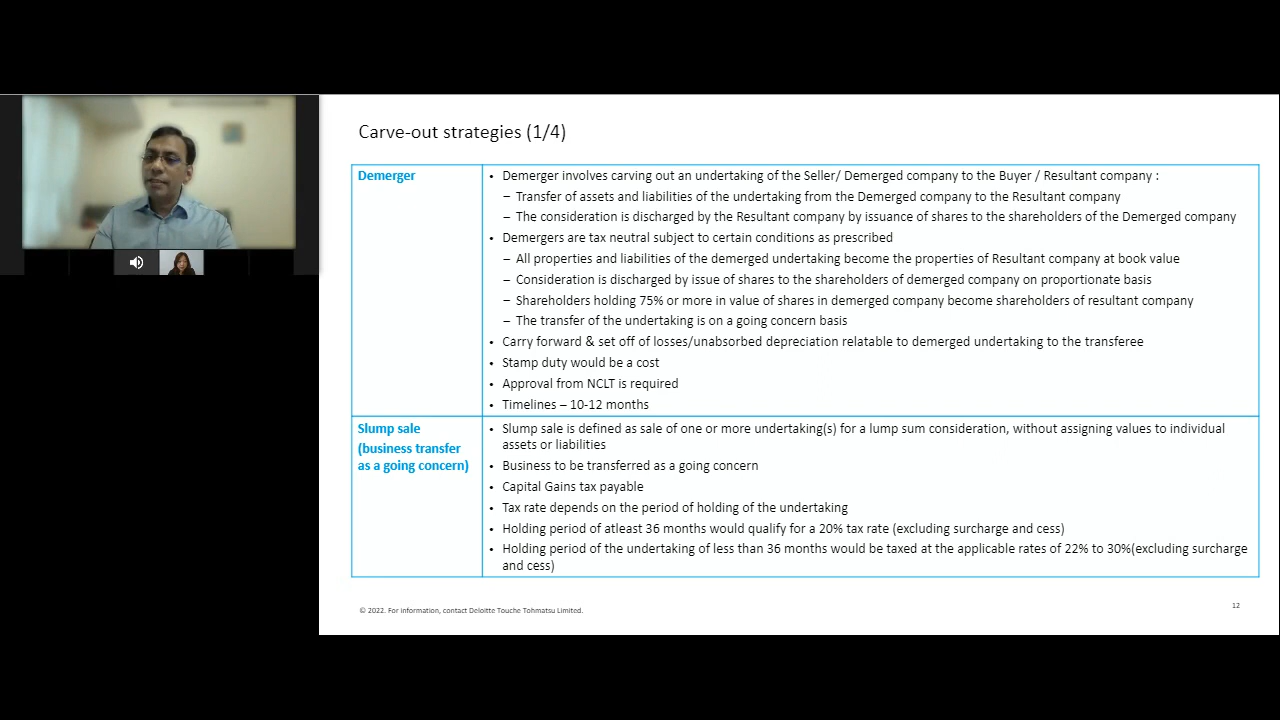 Carve-out strategies (1/4)
Demerger
• Demerger involves carving out an undertaking of the Seller/ Demerged company to the Buyer / Resultant company :
– Transfer of assets and liabilities of the undertaking from the Demerged company to the Resultant company
– The consideration is discharged by the Resultant company by issuance of shares to the shareholders of the Demerged company
• Demergers are tax neutral subject to certain conditions as prescribed
– All properties and liabilities of the demerged undertaking become the properties of Resultant company at book value
– Consideration is discharged by issue of shares to the shareholders of demerged company on proportionate basis
– Shareholders holding 75% or more in value of shares in demerged company become shareholders of resultant company
– The transfer of the undertaking is on a going concern basis
• Carry forward & set off of losses/unabsorbed depreciation relatable to demerged undertaking to the transferee
• Stamp duty would be a cost
• Approval from NCLT is required
• Timelines – 10-12 months
Slump sale
(business transfer
as a going concern)
• Slump sale is defined as sale of one or more undertaking(s) for a lump sum consideration, without assigning values to individual
assets or liabilities
• Business to be transferred as a going concern
• Capital Gains tax payable
• Tax rate depends on the period of holding of the undertaking
• Holding period of atleast 36 months would qualify for a 20% tax rate (excluding surcharge and cess)
• Holding period of the undertaking of less than 36 months would be taxed at the applicable rates of 22% to 30%(excluding surcharge
and cess)
© 2022. For information, contact Deloitte Touche Tohmatsu Limited.
12